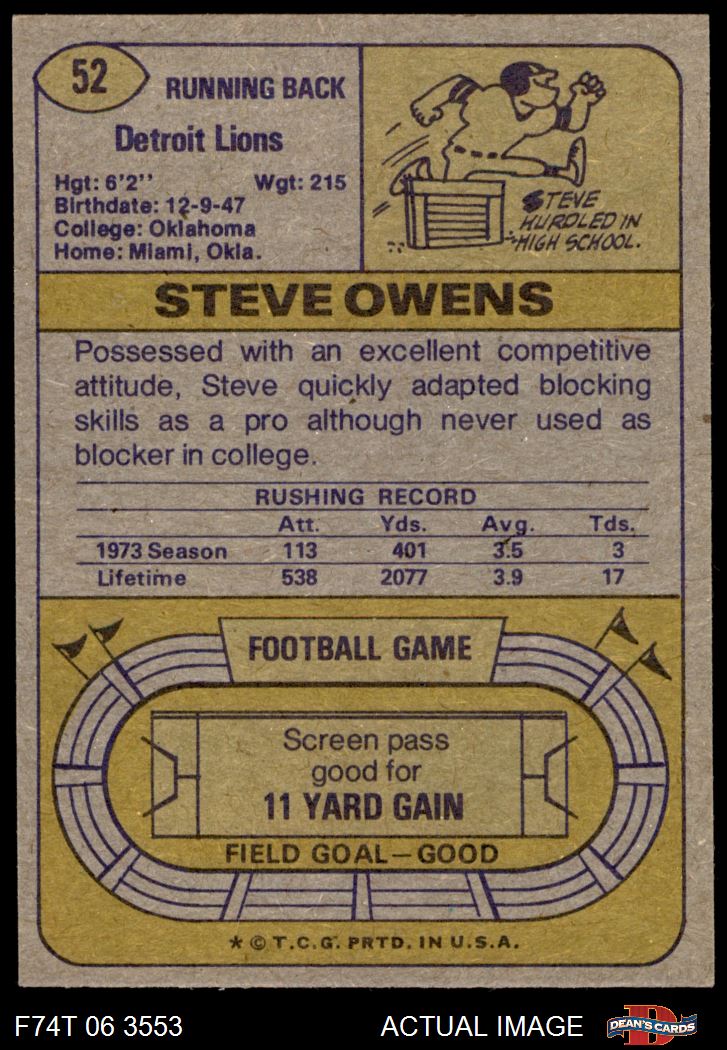 52
RUNNING BACK
Detroit Lions
Hgt: 6'2'' Wgt: 215
Birthdate: 12-9-47
College: Oklahoma
Home: Miami, Okla.
STEVE
HURDLED IN
HIGH SCHOOL.
STEVE OWENS
Possessed with an excellent competitive
attitude, Steve quickly adapted blocking
skills as a pro although never used as
blocker in college.
RUSHING RECORD
Att. Yds. Avg. Tds.
1973 Season 113 401 3.5 3
Lifetime 538 2077 3.9 17
FOOTBALL GAME
Screen pass
good for
11 YARD GAIN
FIELD GOAL—GOOD
* © T.C.G. PRTD. IN U.S.A.
F74T 06 3553 ACTUAL IMAGE
D
DEAN'S CARDS